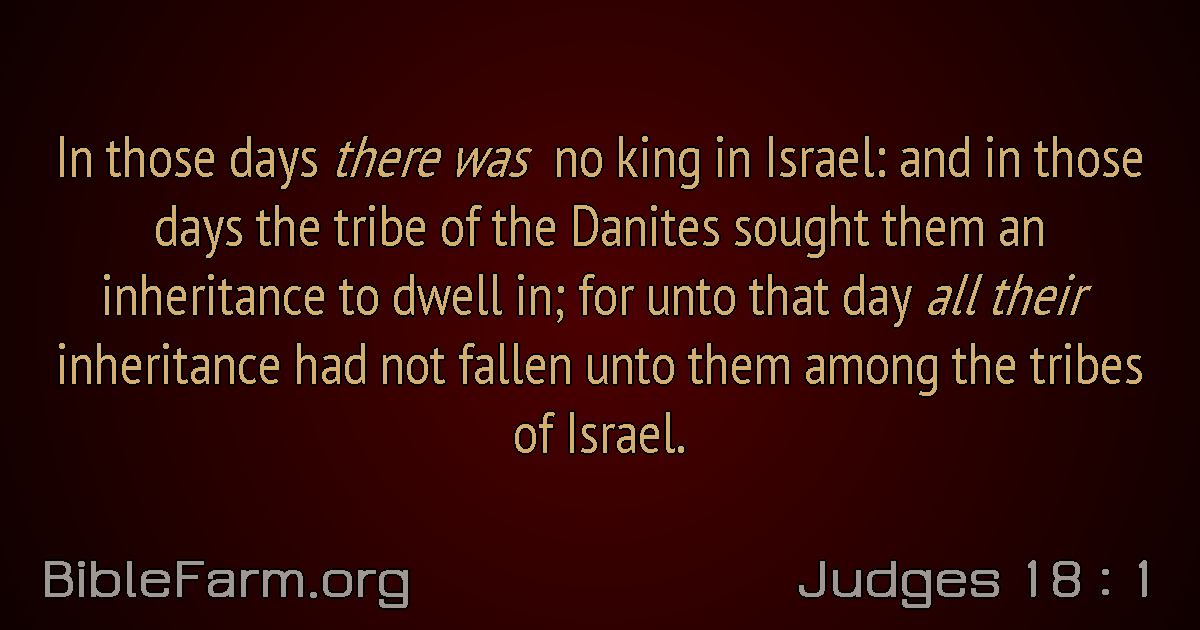 In those days there was no king in Israel: and in those
days the tribe of the Danites sought them an
inheritance to dwell in; for unto that day all their
inheritance had not fallen unto them among the tribes
of Israel.
BibleFarm.org
Judges 18 : 1